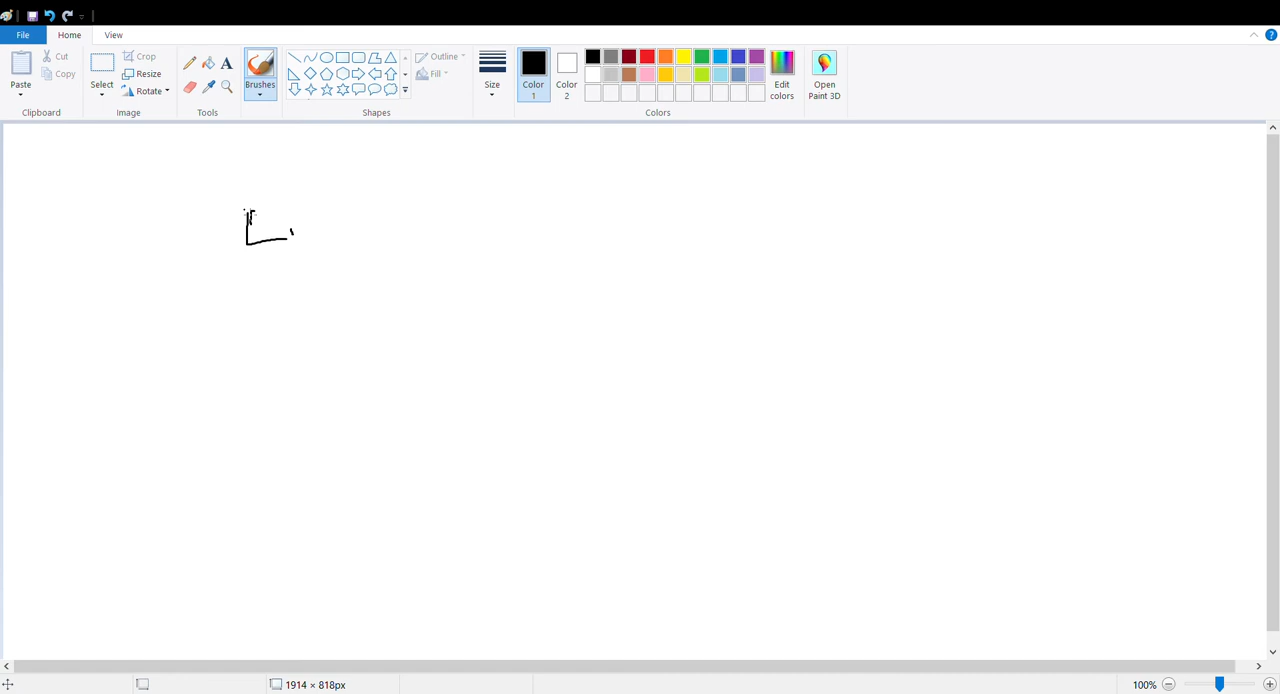 File Home View
Cut
Copy
Paste
Clipboard
Select
Crop
Resize
Rotate
Image
Tools
Brushes
Outline
Fill
Shapes
Size
Color 1
Color 2
Edit colors
Colors
Open Paint 3D
1914 × 818px
100%